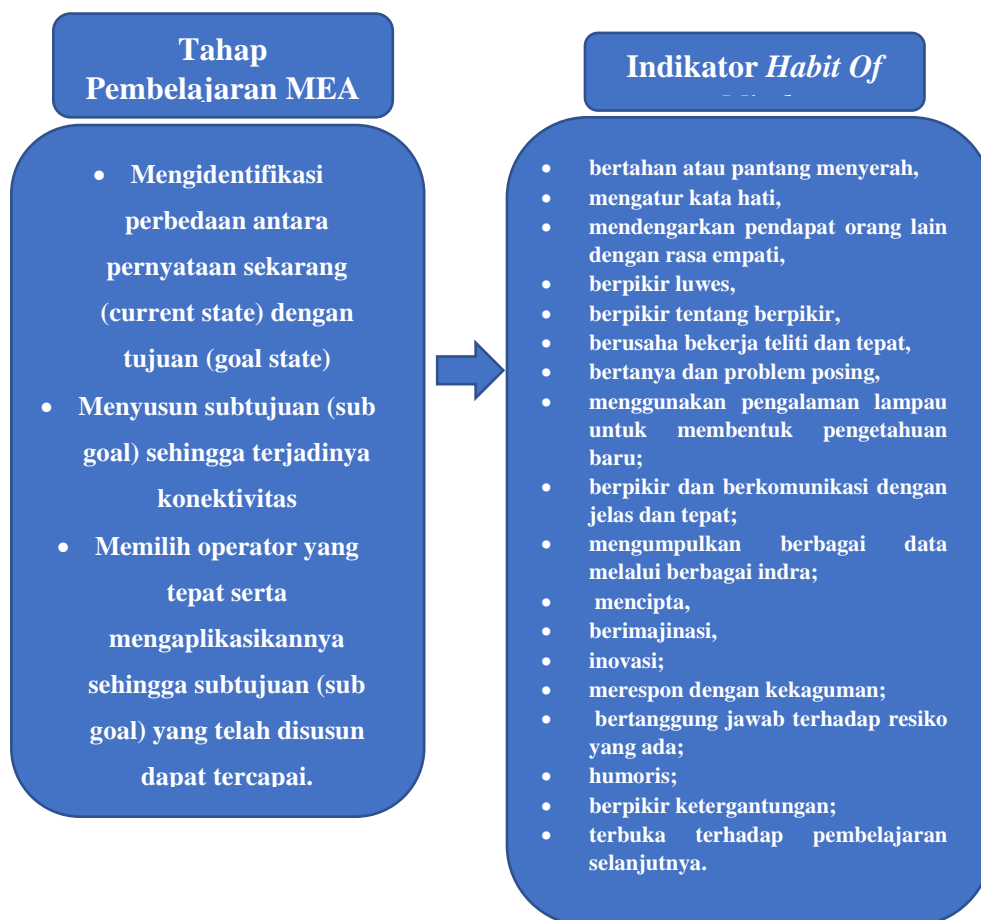 Tahap
Pembelajaran MEA
• Mengidentifikasi
perbedaan antara
pernyataan sekarang
(current state) dengan
tujuan (goal state)
• Menyusun subtujuan (sub
goal) sehingga terjadinya
konektivitas
• Memilih operator yang
tepat serta
mengaplikasikannya
sehingga subtujuan (sub
goal) yang telah disusun
dapat tercapai.
Indikator Habit Of
• bertahan atau pantang menyerah,
• mengatur kata hati,
• mendengarkan pendapat orang lain
dengan rasa empati,
• berpikir luwes,
• berpikir tentang berpikir,
• berusaha bekerja teliti dan tepat,
• bertanya dan problem posing,
• menggunakan pengalaman lampau
untuk membentuk pengetahuan
baru;
• berpikir dan berkomunikasi dengan
jelas dan tepat;
• mengumpulkan berbagai data
melalui berbagai indra;
• mencipta,
• berimajinasi,
• inovasi;
• merespon dengan kekaguman;
• bertanggung jawab terhadap resiko
yang ada;
• humoris;
• berpikir ketergantungan;
• terbuka terhadap pembelajaran
selanjutnya.